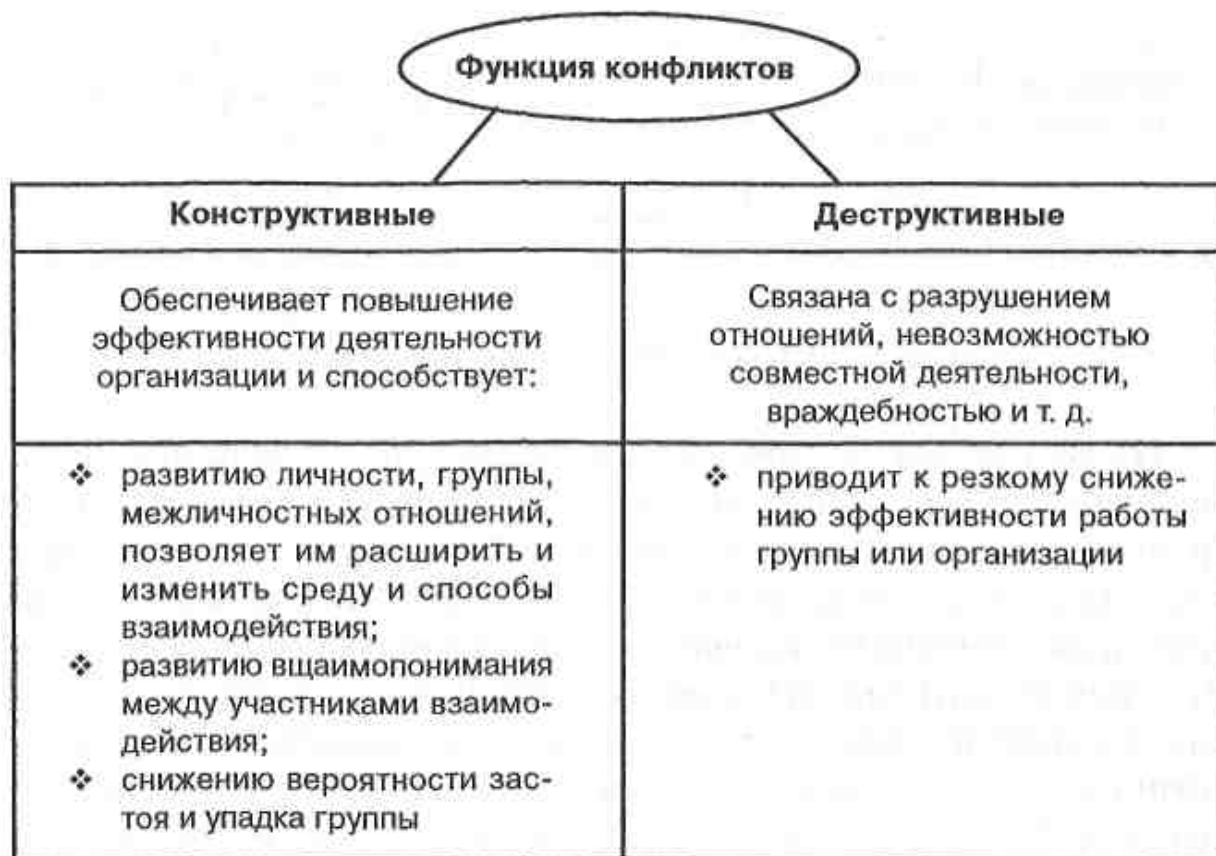 Функция конфликтов
Конструктивные
Деструктивные
Обеспечивает повышение
эффективности деятельности
организации и способствует:
Связана с разрушением
отношений, невозможностью
совместной деятельности,
враждебностью и т. д.
❖ развитию личности, группы,
межличностных отношений,
позволяет им расширить и
изменить среду и способы
взаимодействия;
❖ развитию вщаимопонимания
между участниками взаимо-
действия;
❖ снижению вероятности зас-
тоя и упадка группы
❖ приводит к резкому сниже-
нию эффективности работы
группы или организации